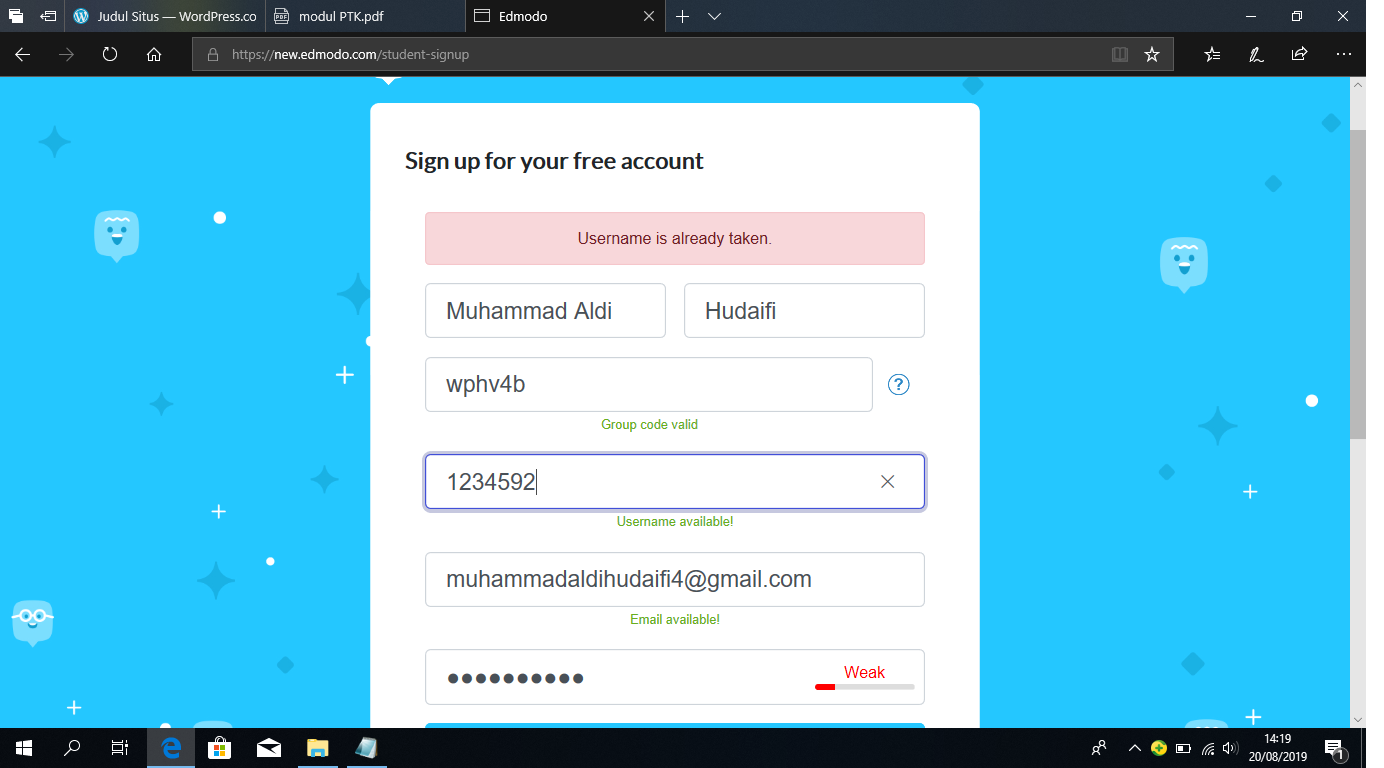 Judul Situs — WordPress.co
modul PTK.pdf
Edmodo
https://new.edmodo.com/student-signup
Sign up for your free account
Username is already taken.
Muhammad Aldi
Hudaifi
wphv4b
?
Group code valid
1234592
Username available!
muhammadaldihudaifi4@gmail.com
Email available!
Weak
14:19
20/08/2019
1